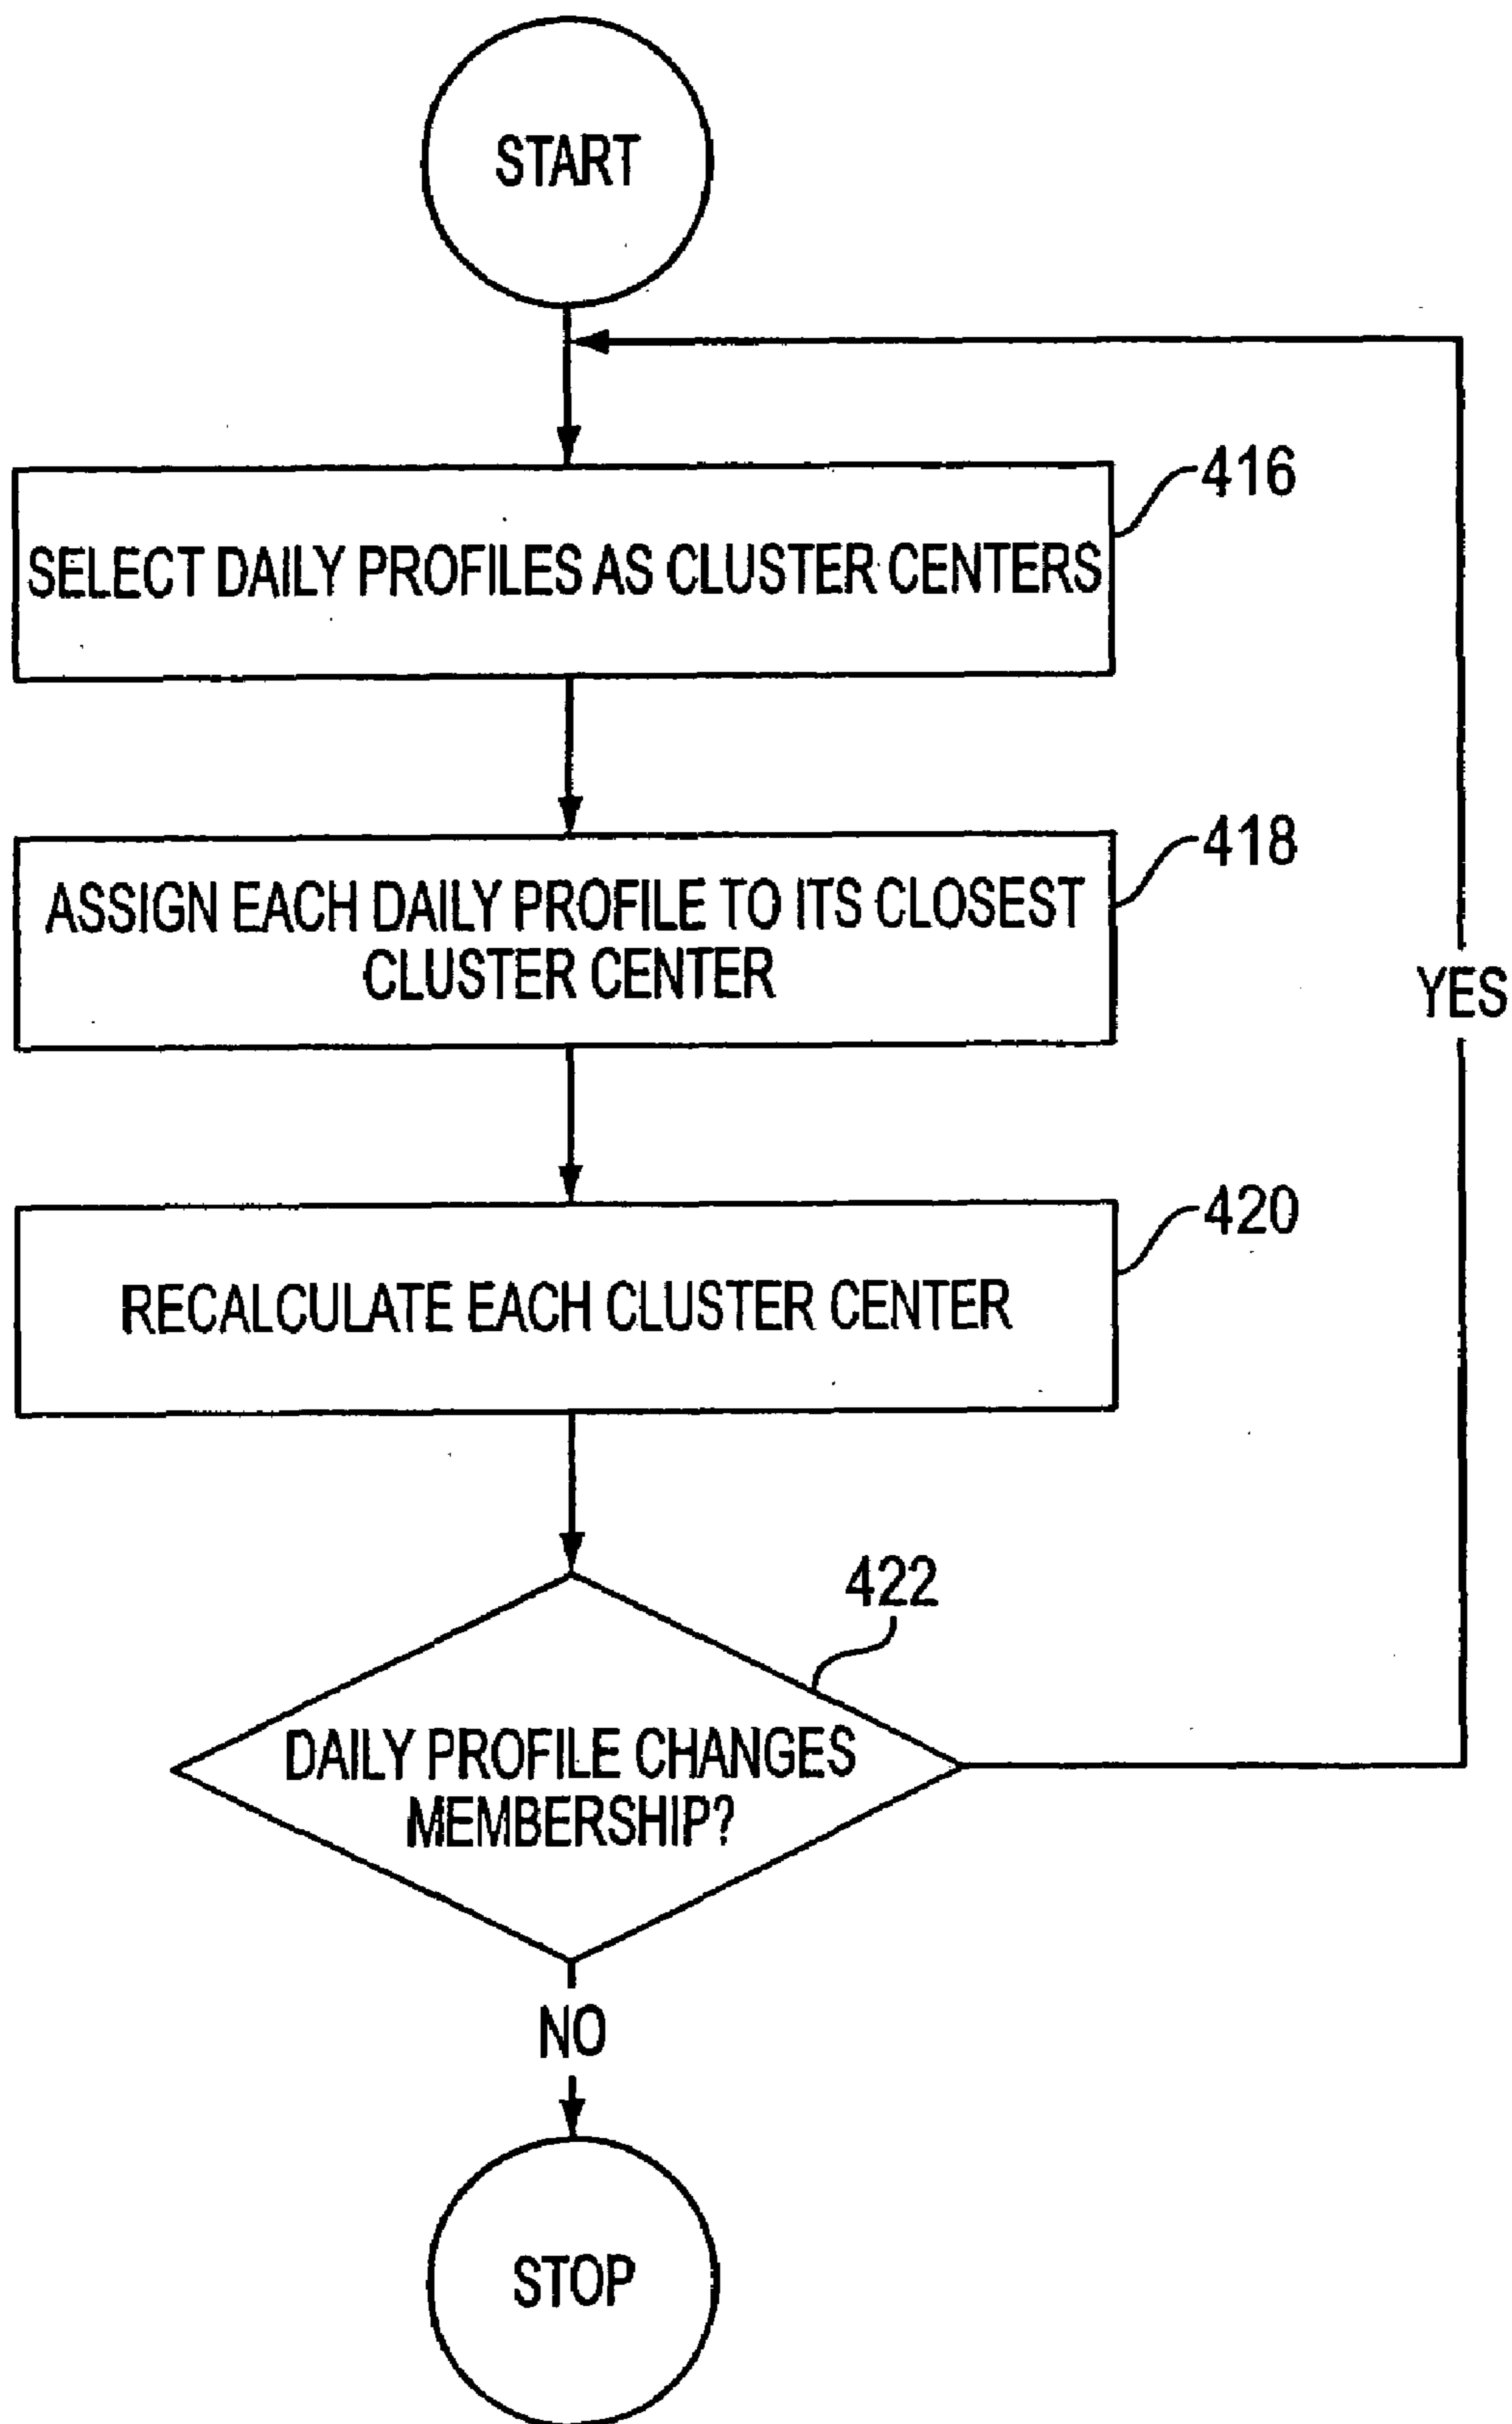 START
416
SELECT DAILY PROFILES AS CLUSTER CENTERS
418
ASSIGN EACH DAILY PROFILE TO ITS CLOSEST
CLUSTER CENTER
YES
420
RECALCULATE EACH CLUSTER CENTER
422
DAILY PROFILE CHANGES
MEMBERSHIP?
NO
STOP